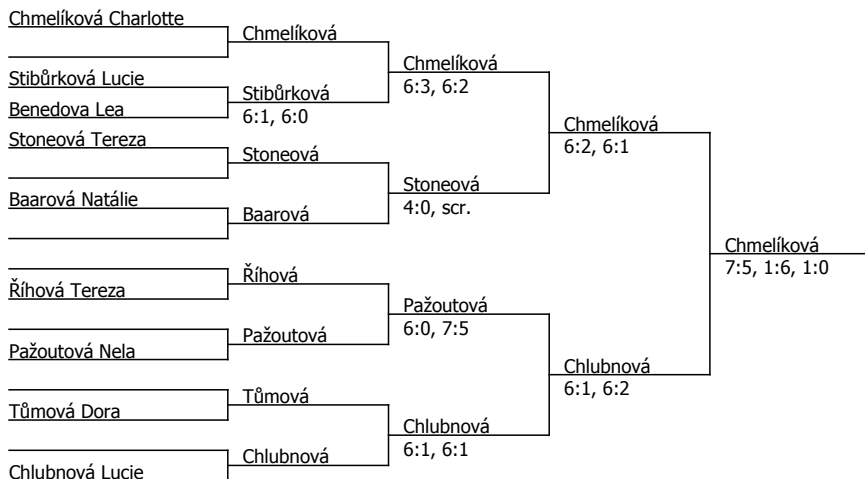 Chmelíková Charlotte
Stibůrková Lucie
Benedova Lea
Stoneová Tereza
Baarová Natálie
Říhová Tereza
Pažoutová Nela
Tůmová Dora
Chlubnová Lucie
Chmelíková
Stibůrková
6:1, 6:0
Stoneová
Baarová
Říhová
Pažoutová
Tůmová
Chlubnová
Chmelíková
6:3, 6:2
Stoneová
4:0, scr.
Pažoutová
6:0, 7:5
Chlubnová
6:1, 6:1
Chmelíková
6:2, 6:1
Chlubnová
6:1, 6:2
Chmelíková
7:5, 1:6, 1:0